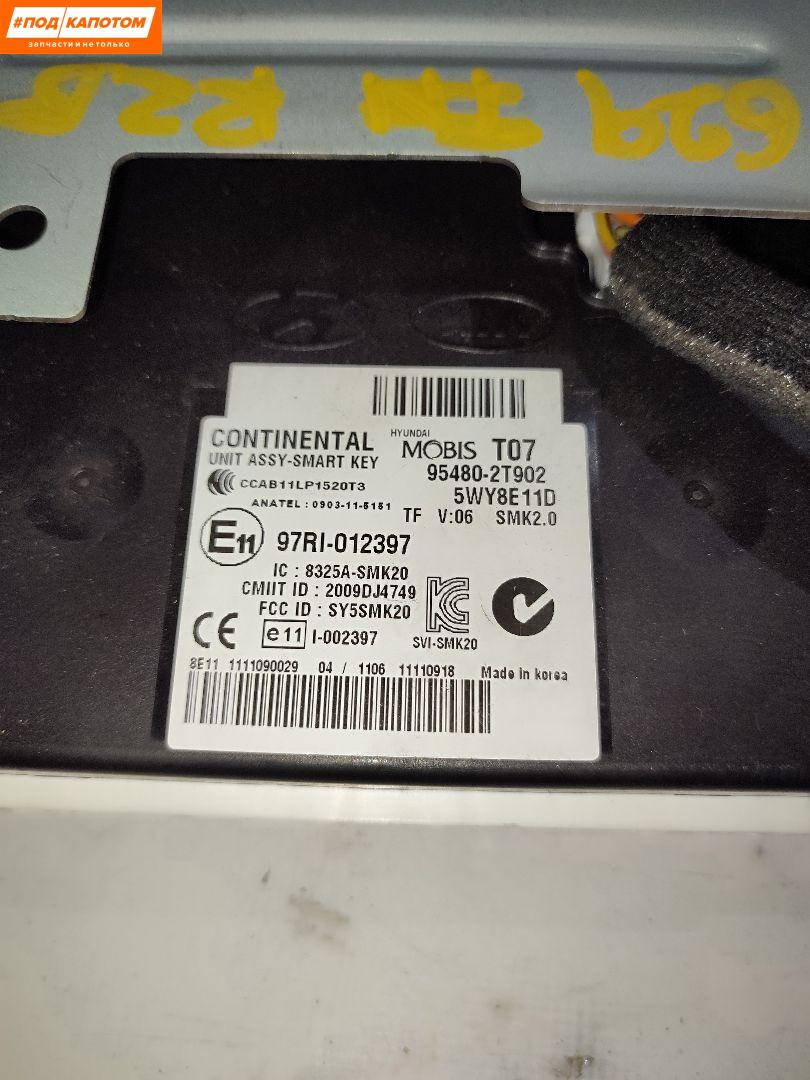 #ПОД КАПОТОМ
запчасти и не только
CONTINENTAL
HYUNDAI
MOBIS T07
UNIT ASSY-SMART KEY
95480-2T902
CCAB11LP1520T3
5WY8E11D
ANATEL : 0903-11-5151
TF V:06 SMK2.0
E11 97RI-012397
IC : 8325A-SMK20
CMIIT ID : 2009DJ4749
FCC ID : SY5SMK20
CE e11 I-002397
SVI-SMK20
8E11 1111090029 04 / 1106 11110918 Made in korea